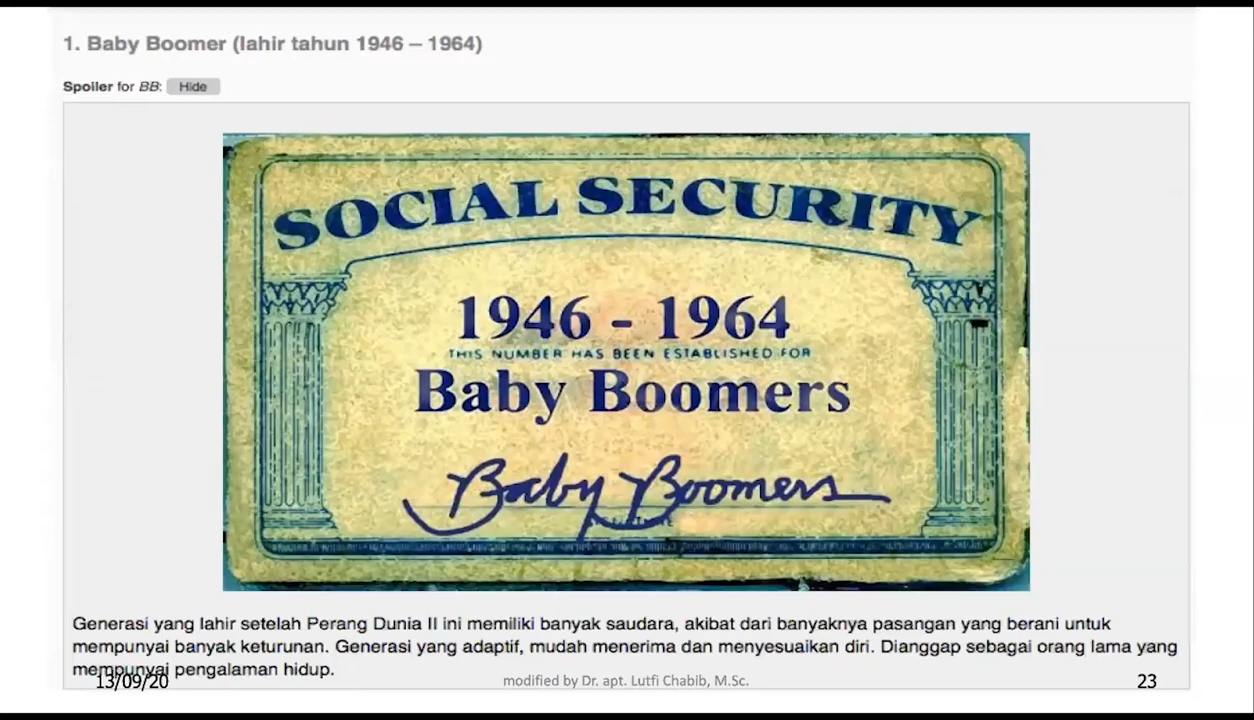 1. Baby Boomer (lahir tahun 1946 – 1964)
Spoiler for BB: Hide
SOCIAL SECURITY
1946 - 1964
THIS NUMBER HAS BEEN ESTABLISHED FOR
Baby Boomers
Baby Boomers
Generasi yang lahir setelah Perang Dunia II ini memiliki banyak saudara, akibat dari banyaknya pasangan yang berani untuk
mempunyai banyak keturunan. Generasi yang adaptif, mudah menerima dan menyesuaikan diri. Dianggap sebagai orang lama yang
mempunyai pengalaman hidup.
13/09/20
modified by Dr. apt. Lutfi Chabib, M.Sc.
23